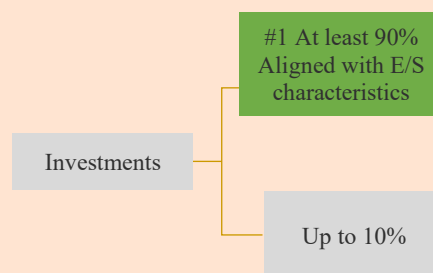 #1 At least 90%
Aligned with E/S
characteristics
Investments
Up to 10%